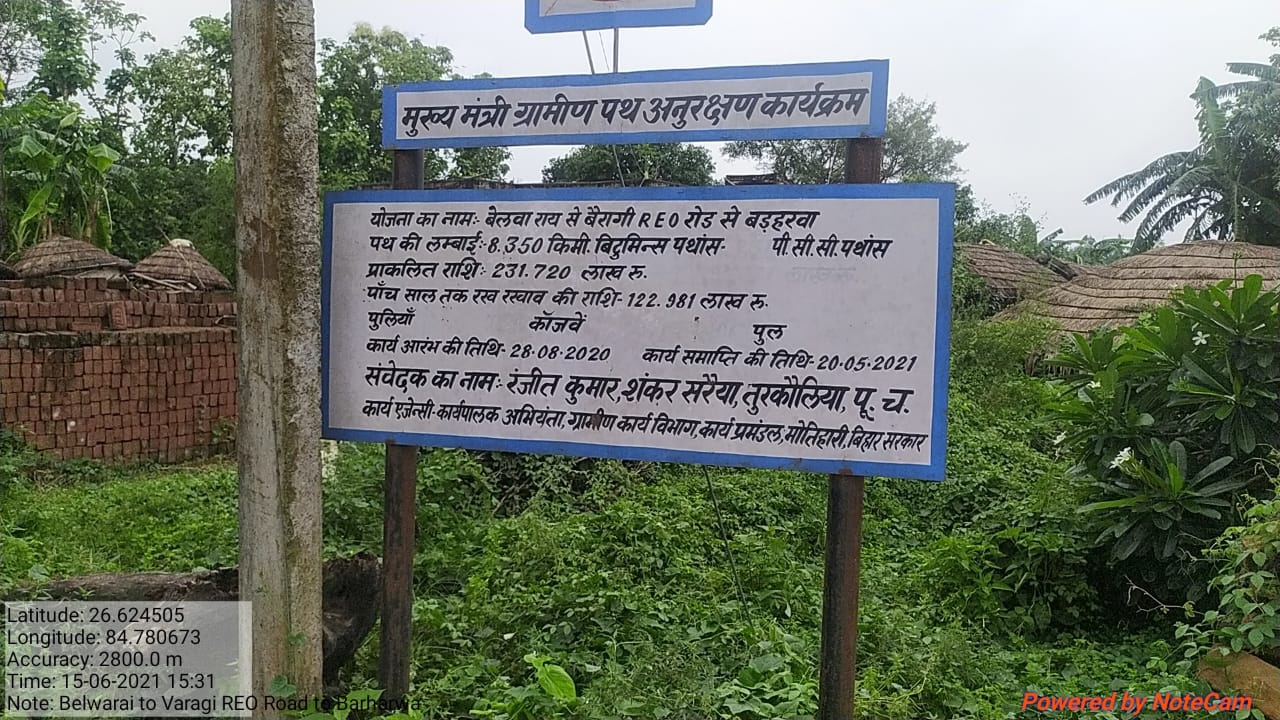 मुख्य मंत्री ग्रामीण पथ अनुरक्षण कार्यक्रम
योजना का नामः- बेलवा राय से बैरागी REO रोड से बड़हरवा
पथ की लम्बाईः- 8.350 किमी. बिटुमिन्स पथांस- पी.सी.सी.पथांस
प्राकलित राशिः- 231.720 लाख रु.
पाँच साल तक रख रखाव की राशि- 122.981 लाख रु.
पुलियाँ कॉजवें पुल
कार्य आरंभ की तिथि- 28.08.2020 कार्य समाप्ति की तिथि- 20.05.2021
संवेदक का नामः- रंजीत कुमार, शंकर सरैया, तुरकौलिया, पू. च.
कार्य एजेन्सी- कार्यपालक अभियंता, ग्रामीण कार्य विभाग, कार्य प्रमंडल, मोतिहारी, बिहार सरकार
Latitude: 26.624505
Longitude: 84.780673
Accuracy: 2800.0 m
Time: 15-06-2021 15:31
Note: Belwarai to Varagi REO Road to Barharwa
Powered by NoteCam